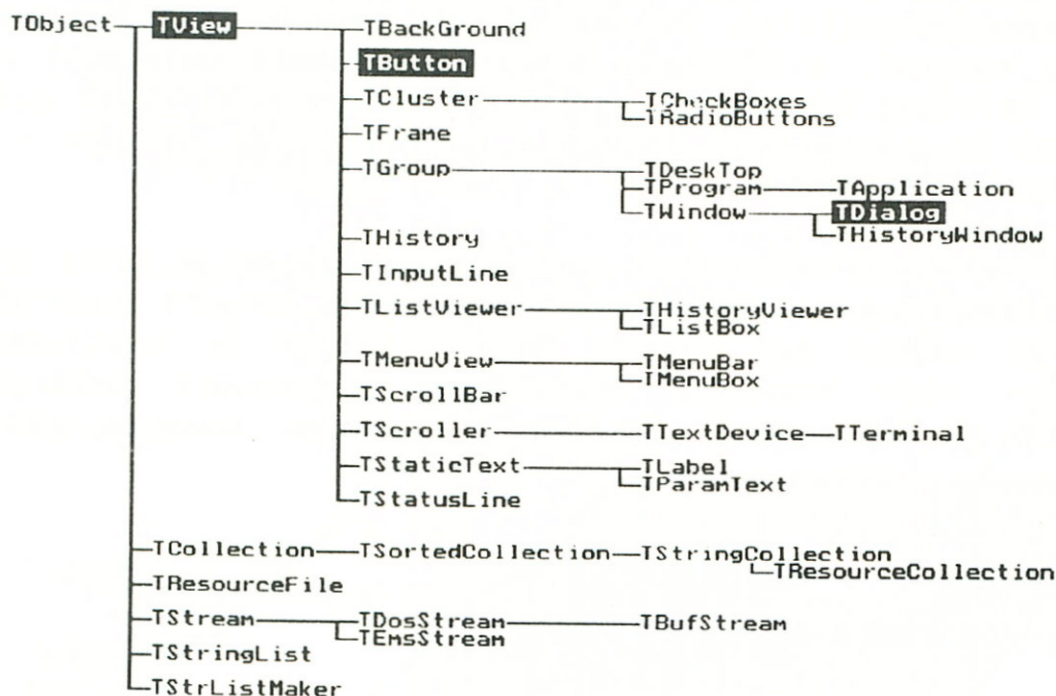 TObject TView TBackGround
TButton
TCluster TCheckBoxes
TRadioButtons
TFrame
TGroup TDeskTop
TProgram TApplication
TWindow TDialog
THistoryWindow
THistory
TInputLine
TListViewer THistoryViewer
TListBox
TMenuView TMenuBar
TMenuBox
TScrollBar
TScroller TTextDevice TTerminal
TStaticText TLabel
TParamText
TStatusLine
TCollection TSortedCollection TStringCollection
TResourceCollection
TResourceFile
TStream TDosStream TBufStream
TEmsStream
TStringList
TStrListMaker